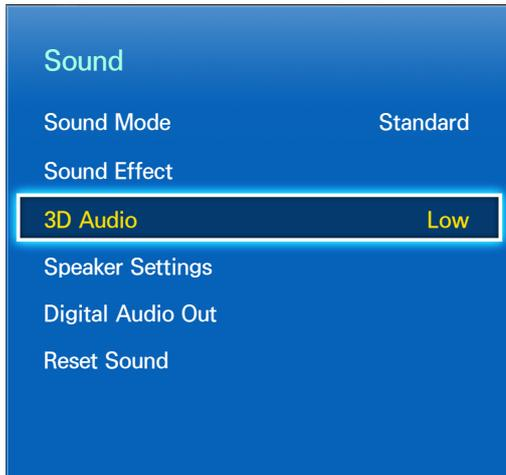 Sound
Sound Mode Standard
Sound Effect
3D Audio Low
Speaker Settings
Digital Audio Out
Reset Sound